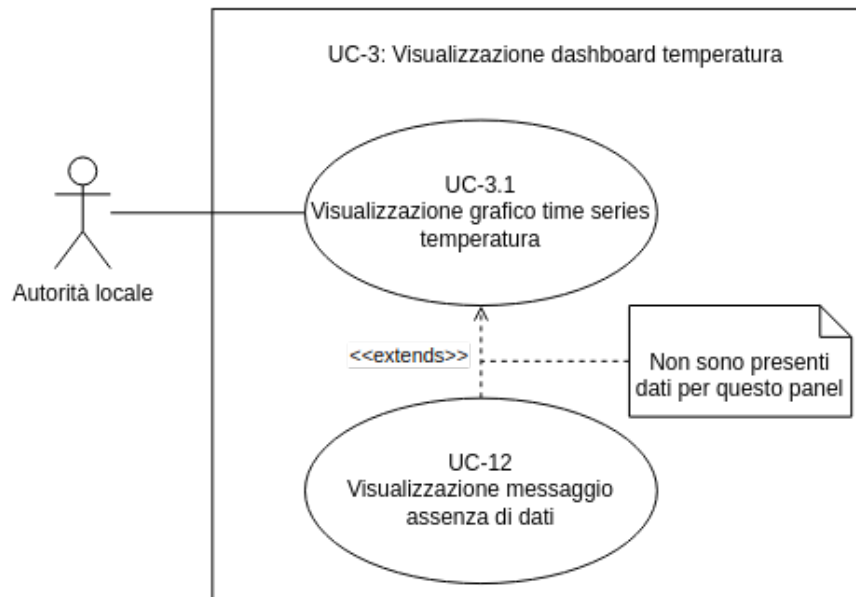 UC-3: Visualizzazione dashboard temperatura
UC-3.1
Visualizzazione grafico time series
temperatura
Autorità locale
<<extends>>
Non sono presenti
dati per questo panel
UC-12
Visualizzazione messaggio
assenza di dati